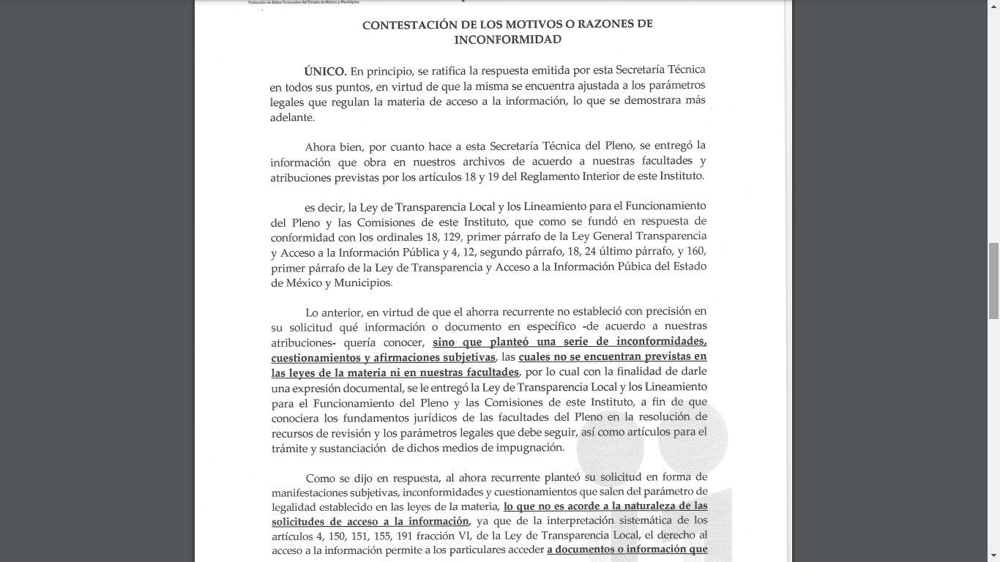 Protección de Datos Personales del Estado de México y Municipios
CONTESTACIÓN DE LOS MOTIVOS O RAZONES DE
INCONFORMIDAD
ÚNICO. En principio, se ratifica la respuesta emitida por esta Secretaría Técnica
en todos sus puntos, en virtud de que la misma se encuentra ajustada a los parámetros
legales que regulan la materia de acceso a la información, lo que se demostrara más
adelante.
Ahora bien, por cuanto hace a esta Secretaría Técnica del Pleno, se entregó la
información que obra en nuestros archivos de acuerdo a nuestras facultades y
atribuciones previstas por los artículos 18 y 19 del Reglamento Interior de este Instituto.
es decir, la Ley de Transparencia Local y los Lineamiento para el Funcionamiento
del Pleno y las Comisiones de este Instituto, que como se fundó en respuesta de
conformidad con los ordinales 18, 129, primer párrafo de la Ley General Transparencia
y Acceso a la Información Pública y 4, 12, segundo párrafo, 18, 24 último párrafo, y 160,
primer párrafo de la Ley de Transparencia y Acceso a la Información Púbica del Estado
de México y Municipios.
Lo anterior, en virtud de que el ahorra recurrente no estableció con precisión en
su solicitud qué información o documento en específico -de acuerdo a nuestras
atribuciones- quería conocer, sino que planteó una serie de inconformidades,
cuestionamientos y afirmaciones subjetivas, las cuales no se encuentran previstas en
las leyes de la materia ni en nuestras facultades, por lo cual con la finalidad de darle
una expresión documental, se le entregó la Ley de Transparencia Local y los Lineamiento
para el Funcionamiento del Pleno y las Comisiones de este Instituto, a fin de que
conociera los fundamentos jurídicos de las facultades del Pleno en la resolución de
recursos de revisión y los parámetros legales que debe seguir, así como artículos para el
trámite y sustanciación de dichos medios de impugnación.
Como se dijo en respuesta, al ahora recurrente planteó su solicitud en forma de
manifestaciones subjetivas, inconformidades y cuestionamientos que salen del parámetro de
legalidad establecido en las leyes de la materia, lo que no es acorde a la naturaleza de las
solicitudes de acceso a la información, ya que de la interpretación sistemática de los
artículos 4, 150, 151, 155, 191 fracción VI, de la Ley de Transparencia Local, el derecho al
acceso a la información permite a los particulares acceder a documentos o información que